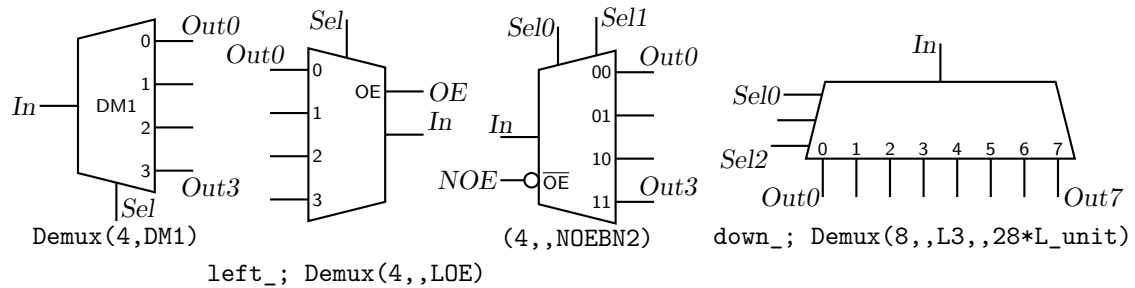 Out0
0
1
In
DM1
2
3
Out3
Sel
Demux(4,DM1)
Sel
Out0
0
OE
OE
1
In
2
3
left_; Demux(4,,LOE)
Sel0
Sel1
Out0
00
01
In
10
NOE
OE
Out3
11
(4,,NOEBN2)
In
Sel0
Sel2
0 1 2 3 4 5 6 7
Out0
Out7
down_; Demux(8,,L3,,28*L_unit)